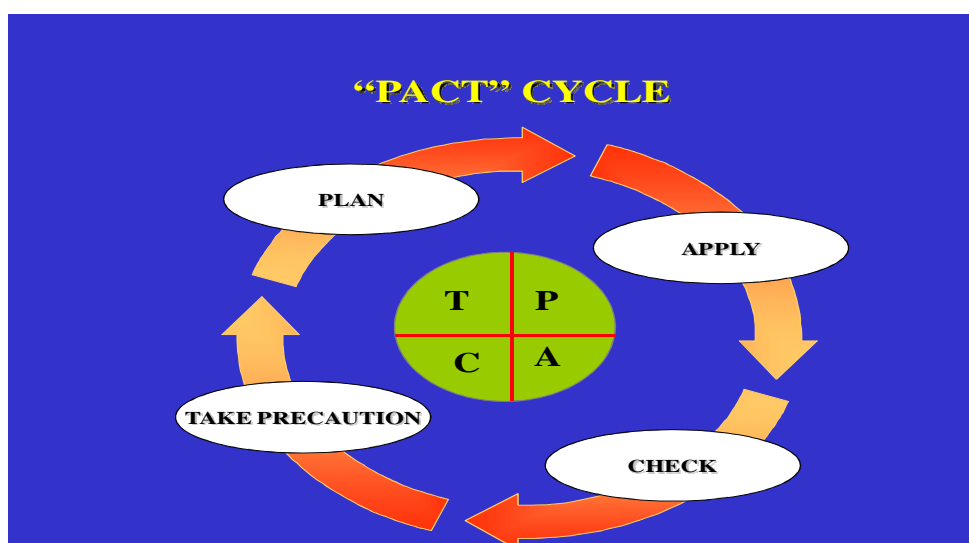 “PACT” CYCLE
PLAN
APPLY
T P
C A
TAKE PRECAUTION
CHECK